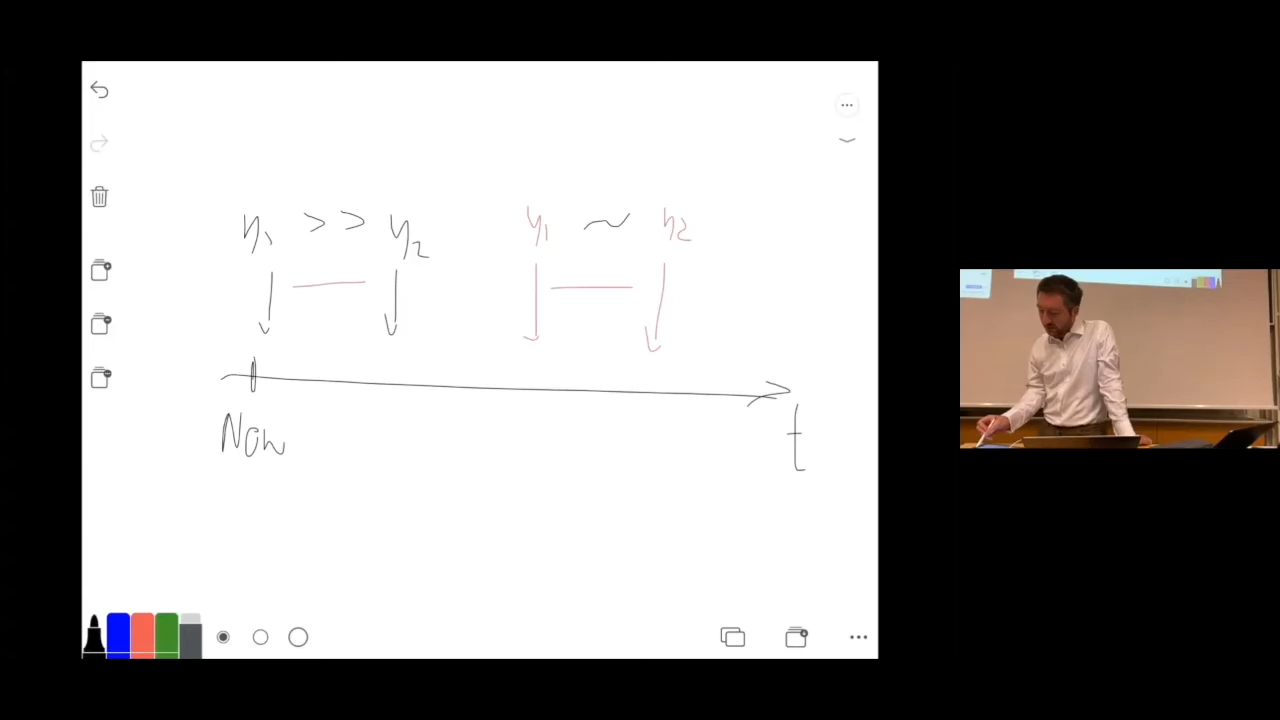 y₁ >> y₂ y₁ ~ y₂
Now
t